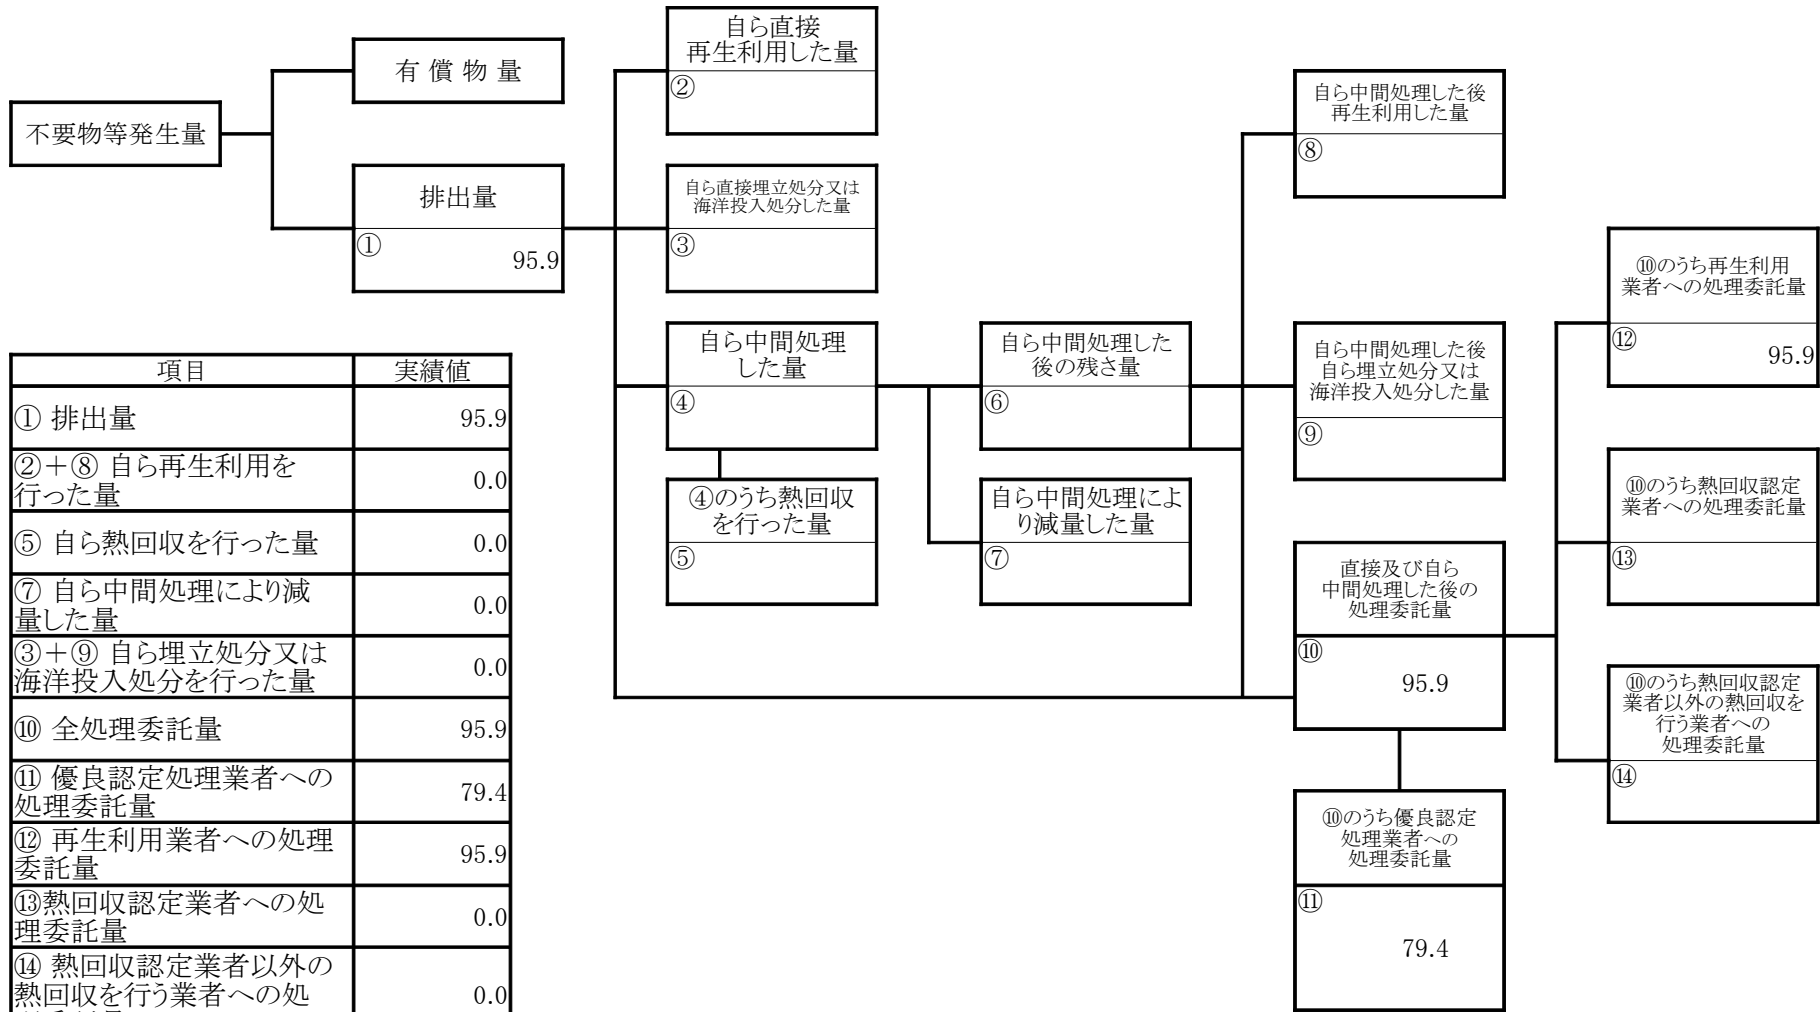 不要物等発生量
有 償 物 量
排出量
①
95.9
自ら直接
再生利用した量
②
自ら直接埋立処分又は
海洋投入処分した量
③
自ら中間処理
した量
④
④のうち熱回収
を行った量
⑤
自ら中間処理した
後の残さ量
⑥
自ら中間処理によ
り減量した量
⑦
自ら中間処理した後
再生利用した量
⑧
自ら中間処理した後
自ら埋立処分又は
海洋投入処分した量
⑨
直接及び自ら
中間処理した後の
処理委託量
⑩
95.9
⑩のうち優良認定
処理業者への
処理委託量
⑪
79.4
⑩のうち再生利用
業者への処理委託量
⑫
95.9
⑩のうち熱回収認定
業者への処理委託量
⑬
⑩のうち熱回収認定
業者以外の熱回収を
行う業者への
処理委託量
⑭
項目 実績値
① 排出量 95.9
②+⑧ 自ら再生利用を
行った量 0.0
⑤ 自ら熱回収を行った量 0.0
⑦ 自ら中間処理により減
量した量 0.0
③+⑨ 自ら埋立処分又は
海洋投入処分を行った量 0.0
⑩ 全処理委託量 95.9
⑪ 優良認定処理業者への
処理委託量 79.4
⑫ 再生利用業者への処理
委託量 95.9
⑬熱回収認定業者への処
理委託量 0.0
⑭ 熱回収認定業者以外の
熱回収を行う業者への処 0.0